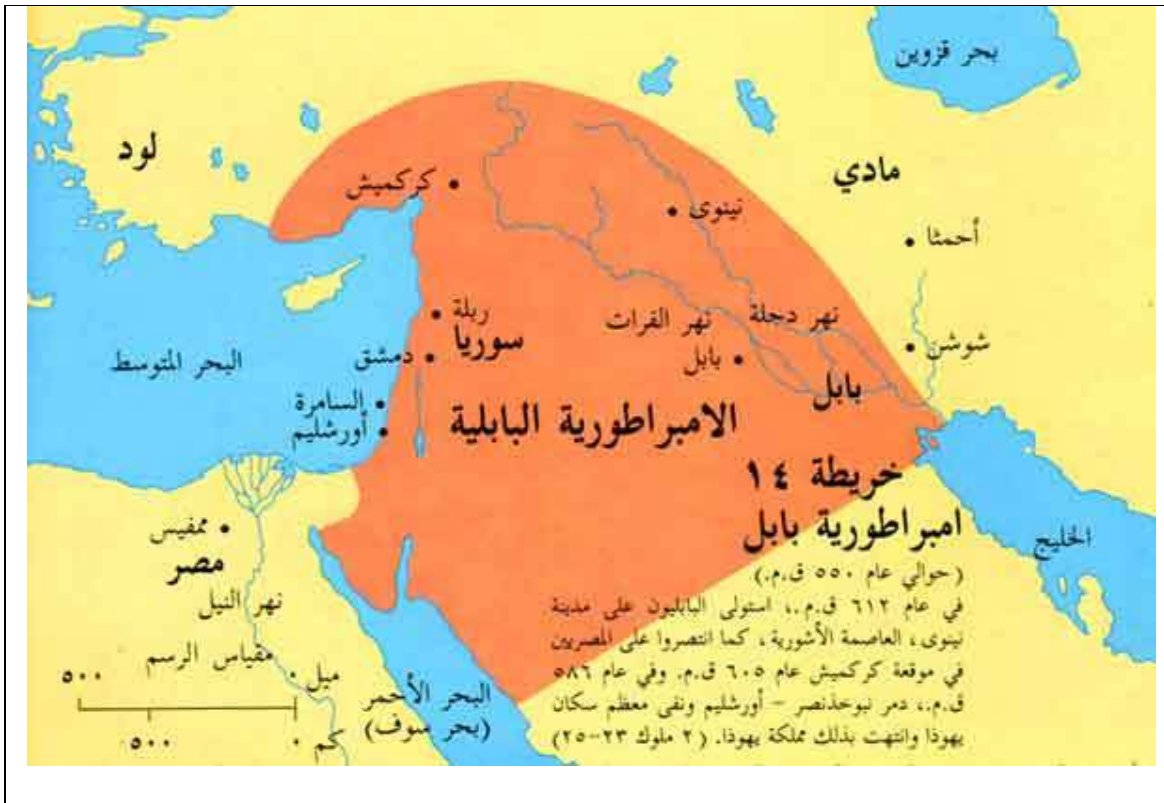 بحر قزوين
لود
مادي
كركميش
نينوى
أحمثا
ربلة
نهر الفرات
نهر دجلة
سوريا
شوشن
البحر المتوسط
دمشق
بابل
بابل
السامرة
أورشليم
الامبراطورية البابلية
خريطة ١٤
امبراطورية بابل
(حوالي عام ٥٥٠ ق.م.)
في عام ٦١٢ ق.م.، استولى البابليون على مدينة
نينوى، العاصمة الأشورية، كما انتصروا على المصريين
في موقعة كركميش عام ٦٠٥ ق.م. وفي عام ٥٨٦
ق.م.، دمر نبوخذنصر - أورشليم ونفى معظم سكان
يهوذا وانتهت بذلك مملكة يهوذا. (٢ ملوك ٢٣-٢٥)
الخليج
ممفيس
مصر
نهر النيل
مقياس الرسم
ميل ٠ ٥٠٠
كم ٠ ٥٠٠
البحر الأحمر
(بحر سوف)